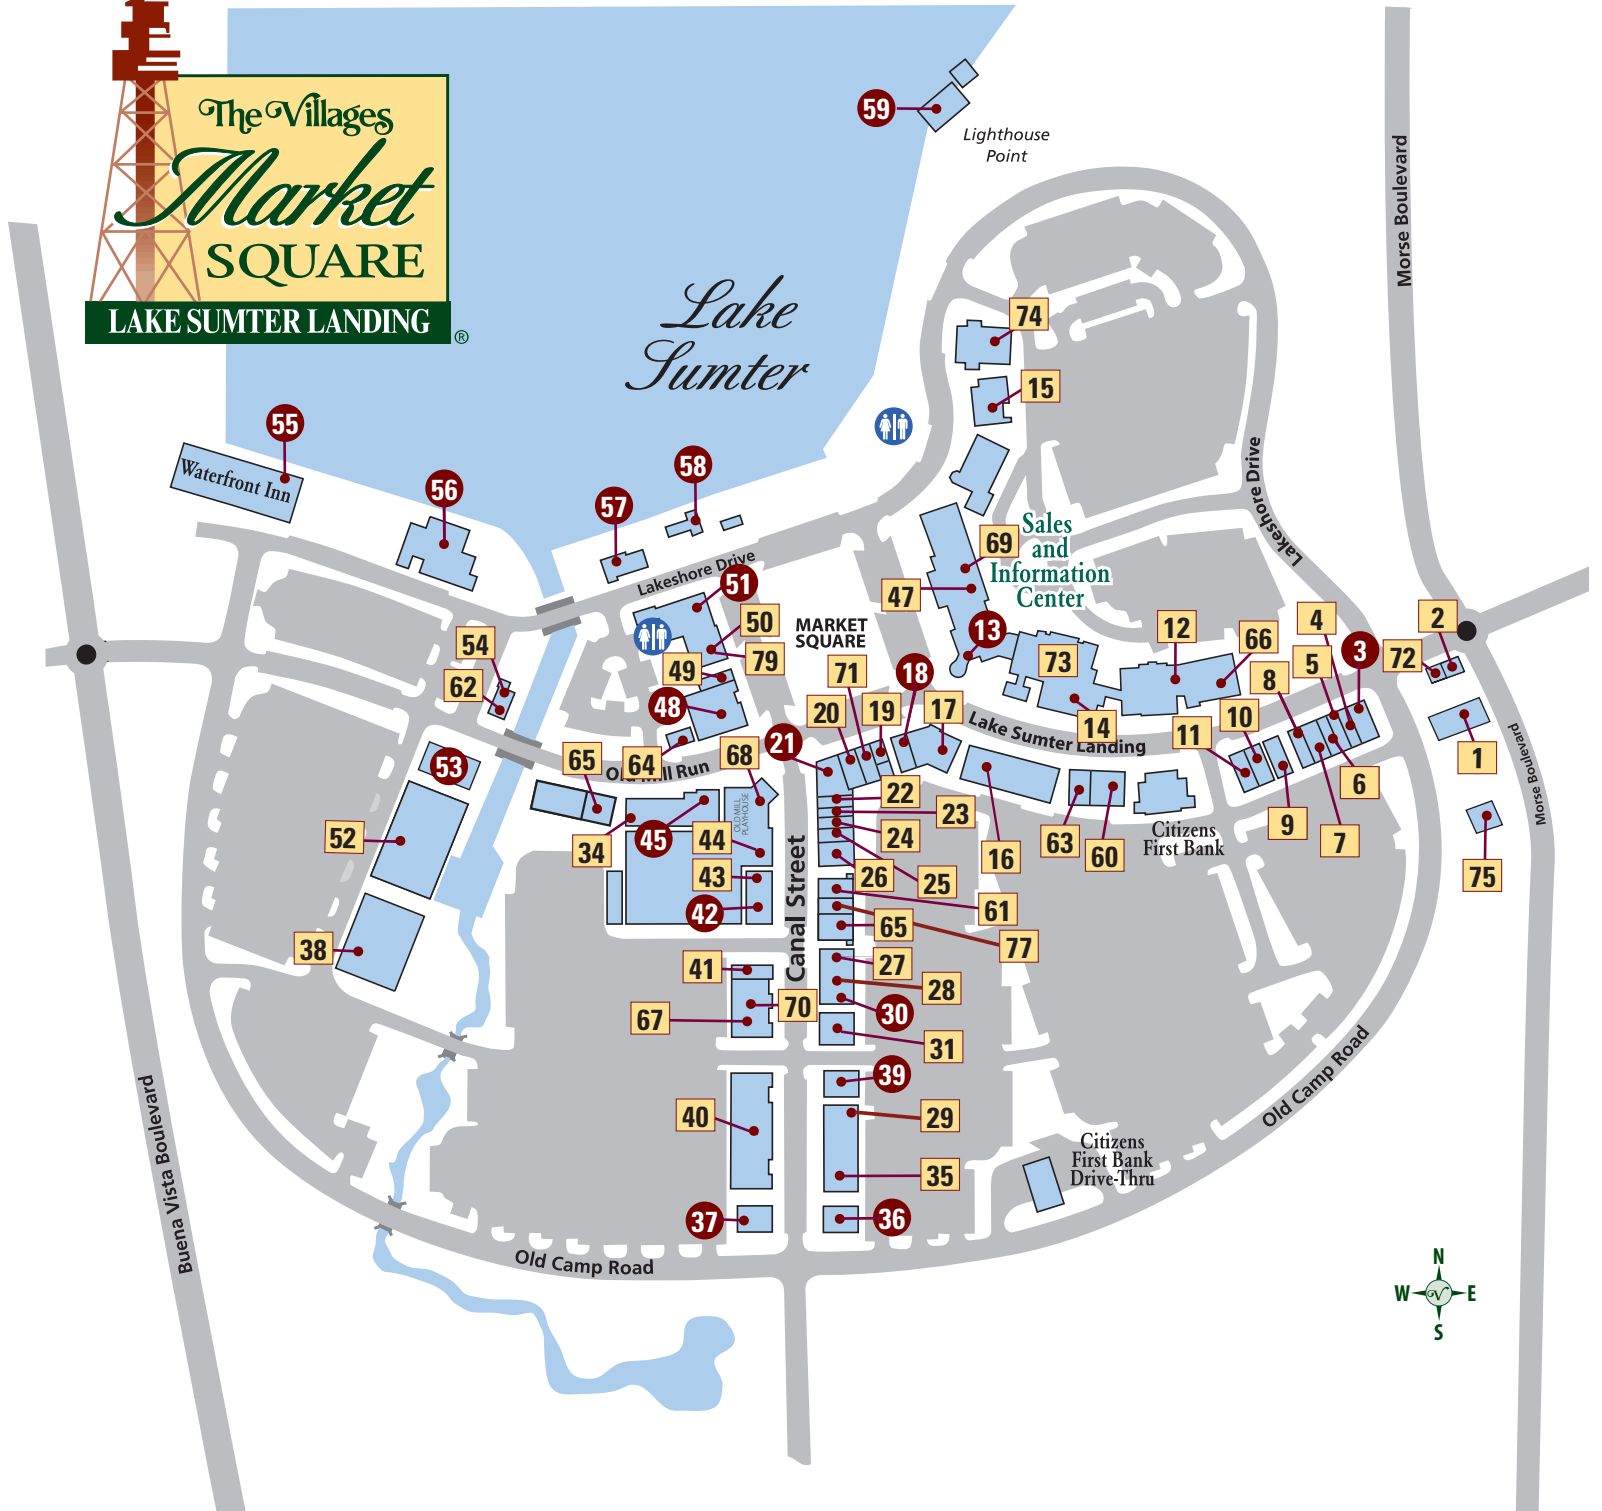 The Villages
Market
SQUARE
LAKE SUMTER LANDING
®
Lake
Sumter
59
Lighthouse
Point
Morse Boulevard
74
15
55
Waterfront Inn
56
58
57
Lakeshore Drive
Lakeshore Drive
Lakeshore
69
Sales
and
Information
Center
47
51
50
79
49
48
54
62
MARKET
SQUARE
13
73
12
66
4
2
5
3
72
8
71
18
20
19
17
14
10
11
Lake Sumter Landing
1
6
21
68
64
65
Old Mill Run
53
OLD MILL
PLAYHOUSE
52
34
45
44
43
42
22
23
24
25
26
16
63
60
Citizens
First Bank
9
7
75
Morse Boulevard
61
65
77
38
41
70
67
Canal Street
27
28
30
31
39
40
29
35
37
36
Citizens
First Bank
Drive-Thru
Old Camp Road
Old Camp Road
Buena Vista Boulevard
N
W
V
E
S